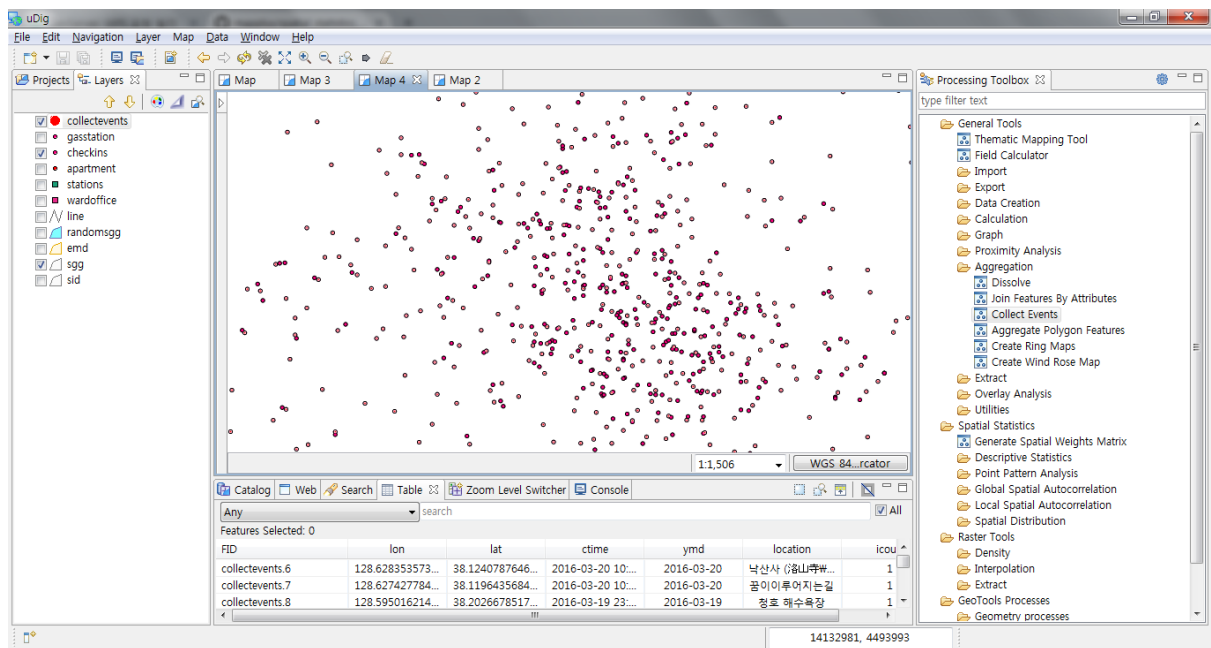 uDig
File Edit Navigation Layer Map Data Window Help
Projects Layers
collectevents
gasstation
checkins
apartment
stations
wardoffice
line
randomsgg
emd
sgg
sid
Map Map 3 Map 4 Map 2
1:1,506 WGS 84...rcator
Catalog Web Search Table Zoom Level Switcher Console
Any search All
Features Selected: 0
FID lon lat ctime ymd location icou
collectevents.6 128.628353573... 38.1240787646... 2016-03-20 10:... 2016-03-20 낙산사 (洛山寺₩... 1
collectevents.7 128.627427784... 38.1196435684... 2016-03-20 10:... 2016-03-20 꿈이이루어지는길 1
collectevents.8 128.595016214... 38.2026678517... 2016-03-19 23:... 2016-03-19 청호 해수욕장 1
Processing Toolbox
type filter text
General Tools
Thematic Mapping Tool
Field Calculator
Import
Export
Data Creation
Calculation
Graph
Proximity Analysis
Aggregation
Dissolve
Join Features By Attributes
Collect Events
Aggregate Polygon Features
Create Ring Maps
Create Wind Rose Map
Extract
Overlay Analysis
Utilities
Spatial Statistics
Generate Spatial Weights Matrix
Descriptive Statistics
Point Pattern Analysis
Global Spatial Autocorrelation
Local Spatial Autocorrelation
Spatial Distribution
Raster Tools
Density
Interpolation
Extract
GeoTools Processes
Geometry processes
14132981, 4493993